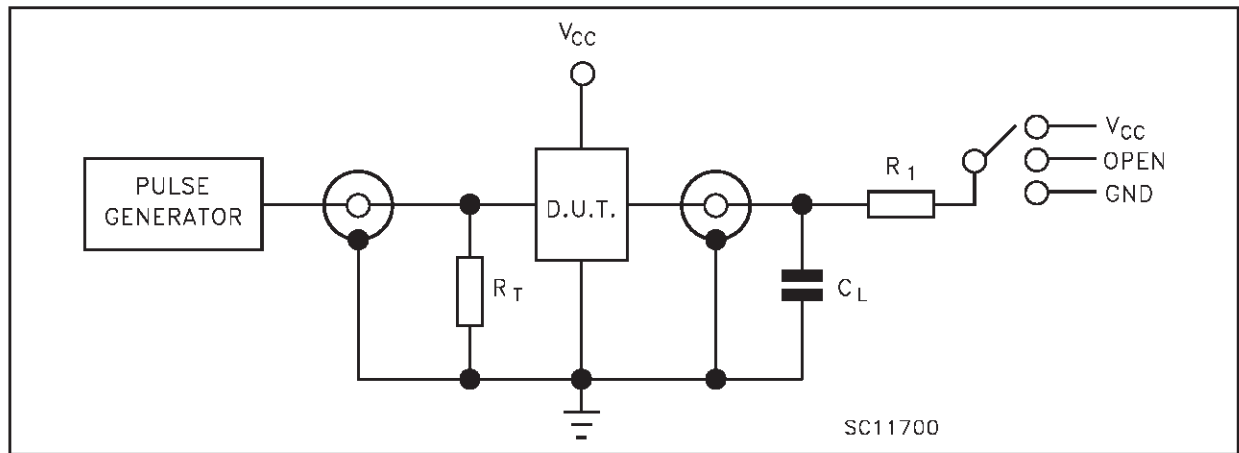 VCC
PULSE
GENERATOR
D.U.T.
RT
CL
R1
VCC
OPEN
GND
SC11700